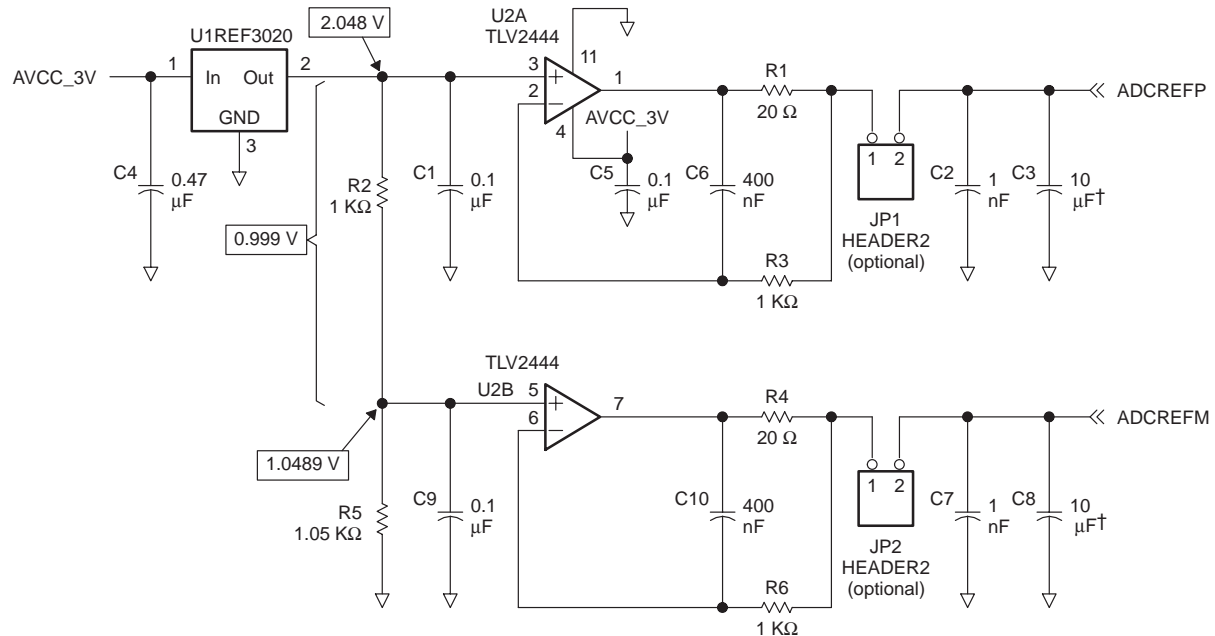 2.048 V
U2A
TLV2444
U1REF3020
AVCC_3V
1
In
Out
2
GND
3
3
2
11
1
4
AVCC_3V
R1
20 Ω
ADCREFP
C4
0.47
μF
R2
1 KΩ
C1
0.1
μF
C5
0.1
μF
C6
400
nF
1 2
JP1
HEADER2
(optional)
C2
1
nF
C3
10
μF†
0.999 V
R3
1 KΩ
TLV2444
U2B
5
6
7
R4
20 Ω
ADCREFM
1.0489 V
R5
1.05 KΩ
C9
0.1
μF
C10
400
nF
1 2
JP2
HEADER2
(optional)
C7
1
nF
C8
10
μF†
R6
1 KΩ